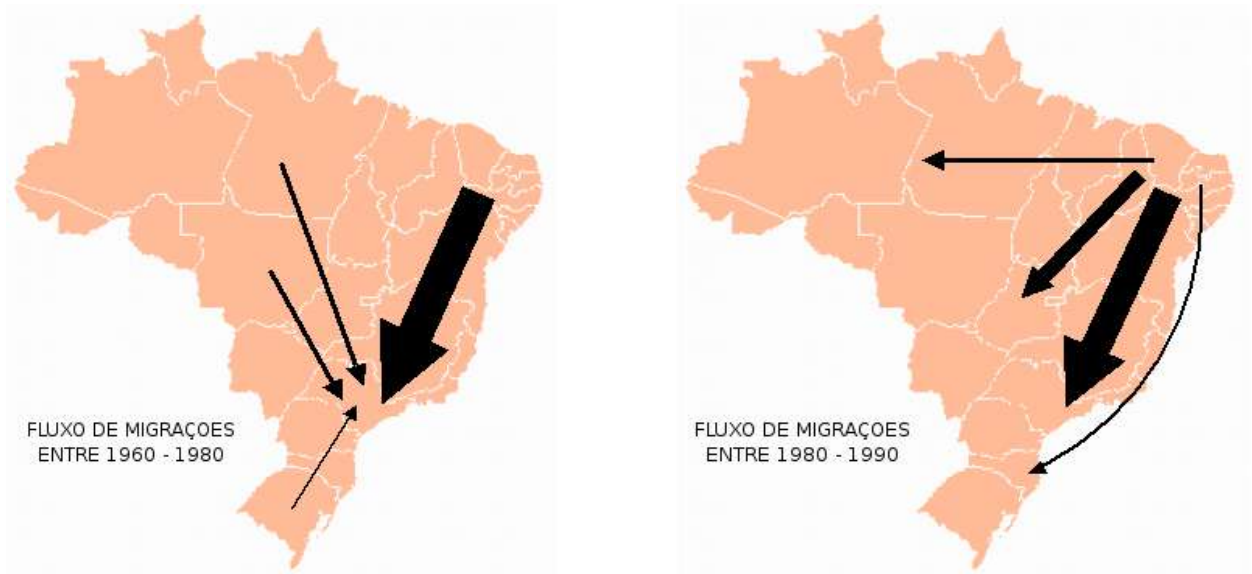 FLUXO DE MIGRAÇOES
ENTRE 1960 - 1980
FLUXO DE MIGRAÇOES
ENTRE 1980 - 1990